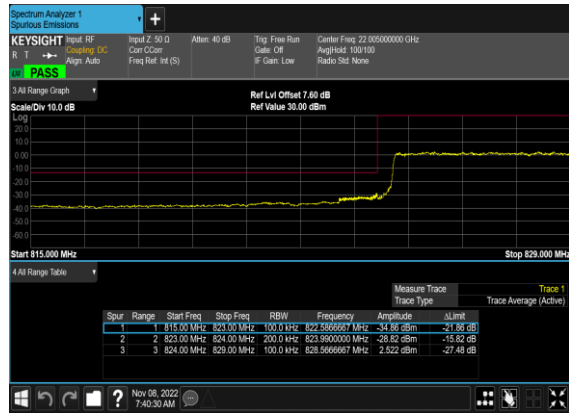 Spectrum Analyzer 1
Spurious Emissions
+
KEYSIGHT Input: RF Input Z: 50 Ω Atten: 40 dB Trig: Free Run Center Freq: 22.005000000 GHz
R T Coupling: DC Corr CCorr Gate: Off Avg|Hold: 100/100
Align: Auto Freq Ref: Int (S) IF Gain: Low Radio Std: None
LW PASS
3 All Range Graph
Ref Lvl Offset 7.60 dB
Scale/Div 10.0 dB Ref Value 30.00 dBm
Log
20.0
10.0
0.00
-10.0
-20.0
-30.0
-40.0
-50.0
-60.0
Start 815.000 MHz Stop 829.000 MHz
4 All Range Table
Measure Trace Trace 1
Trace Type Trace Average (Active)
Spur Range Start Freq Stop Freq RBW Frequency Amplitude ΔLimit
1 1 815.00 MHz 823.00 MHz 100.0 kHz 822.5866667 MHz -34.86 dBm -21.86 dB
2 2 823.00 MHz 824.00 MHz 200.0 kHz 823.9900000 MHz -28.82 dBm -15.82 dB
3 3 824.00 MHz 829.00 MHz 100.0 kHz 828.5666667 MHz 2.522 dBm -27.48 dB
? Nov 08, 2022
7:40:30 AM